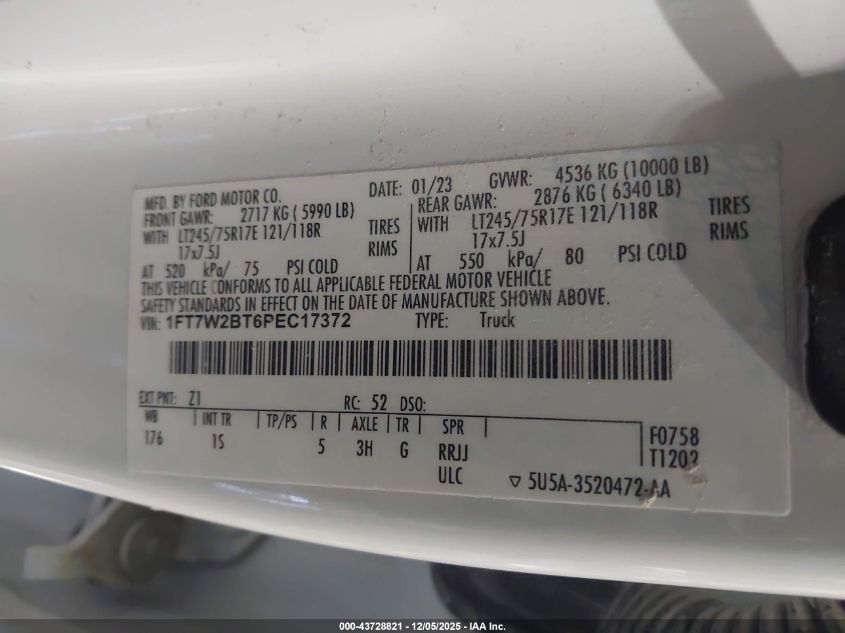 MFD. BY FORD MOTOR CO. DATE: 01/23 GVWR: 4536 KG (10000 LB)
FRONT GAWR: 2717 KG ( 5990 LB) REAR GAWR: 2876 KG ( 6340 LB)
WITH LT245/75R17E 121/118R TIRES WITH LT245/75R17E 121/118R TIRES
17x7.5J RIMS 17x7.5J RIMS
AT 520 kPa/ 75 PSI COLD AT 550 kPa/ 80 PSI COLD
THIS VEHICLE CONFORMS TO ALL APPLICABLE FEDERAL MOTOR VEHICLE
SAFETY STANDARDS IN EFFECT ON THE DATE OF MANUFACTURE SHOWN ABOVE.
VIN: 1FT7W2BT6PEC17372 TYPE: Truck
EXT PNT: Z1 RC: 52 DSO:
WB INT TR TP/PS R AXLE TR SPR F0758
176 1S 5 3H G RRJJ T1202
ULC 5U5A-3520472-AA
000-43728821 - 12/05/2025 - IAA Inc.